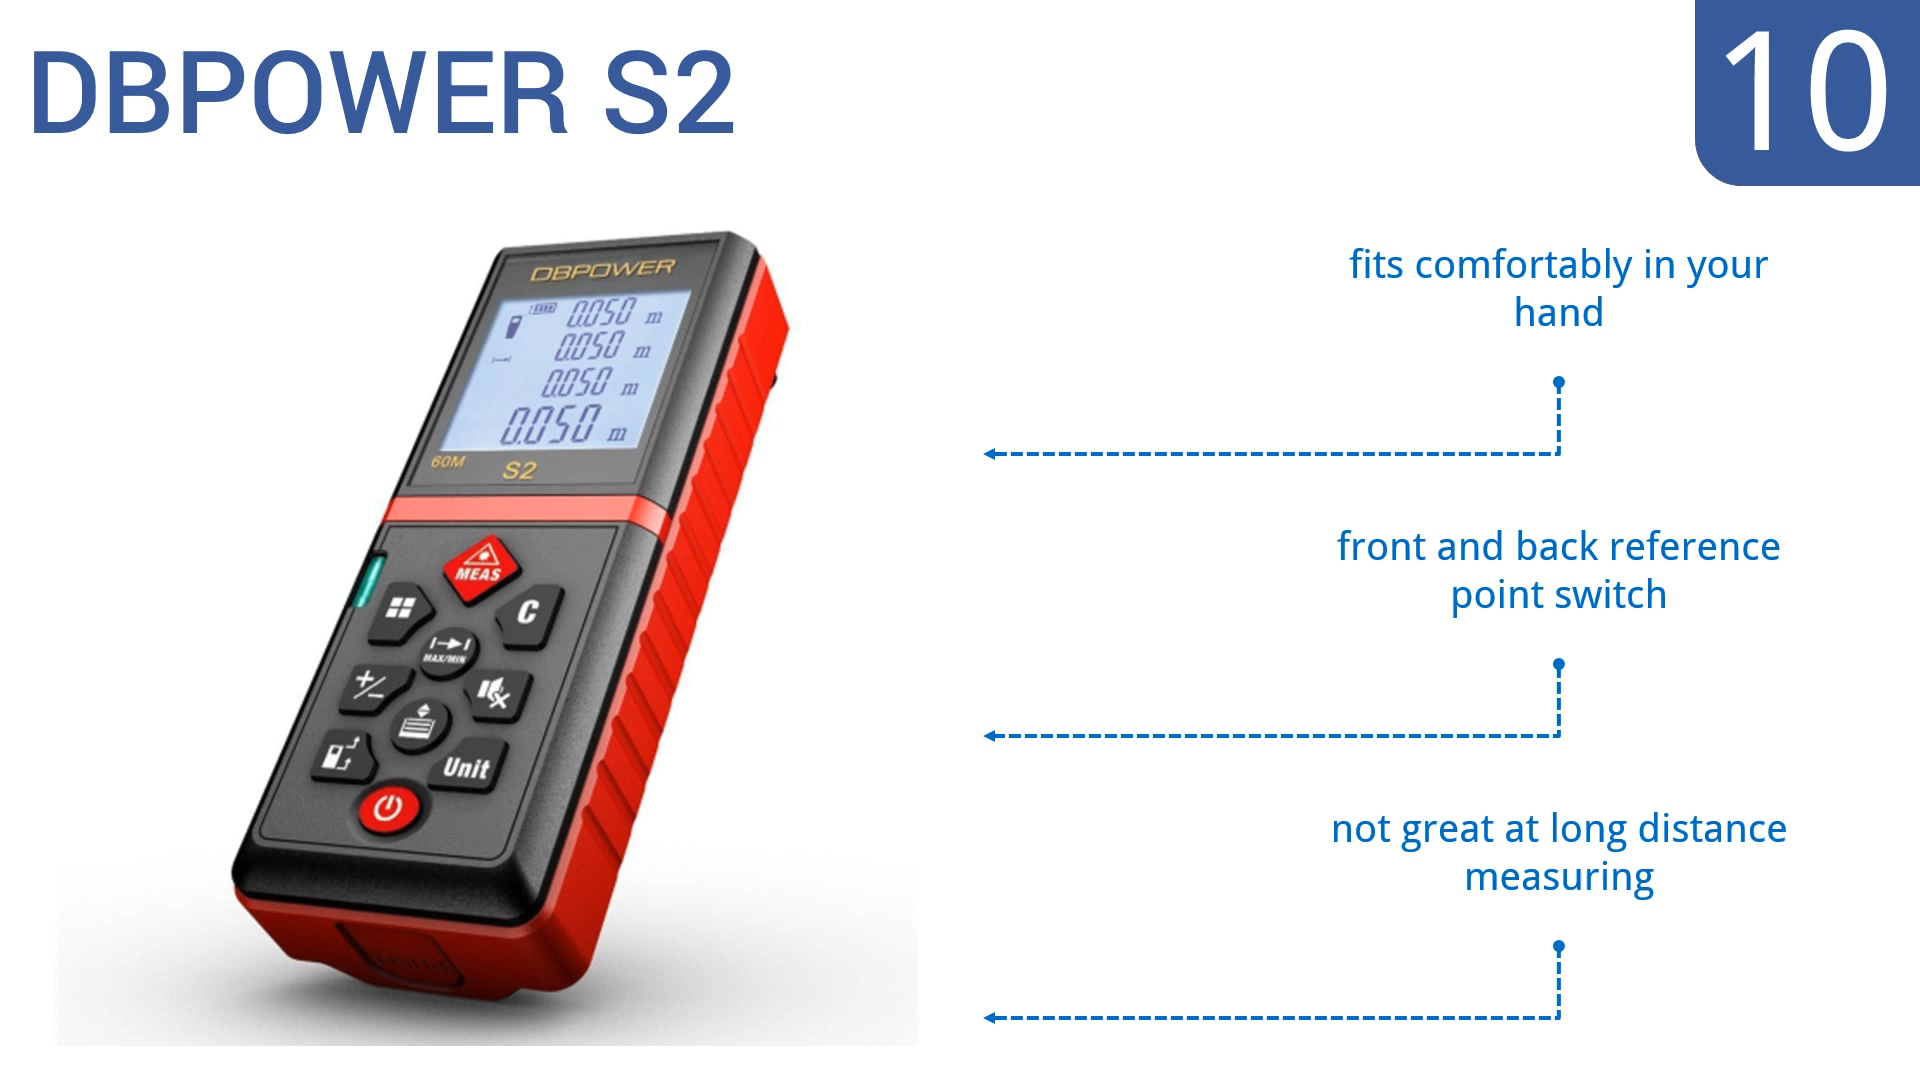 DBPOWER S2
10
fits comfortably in your
hand
front and back reference
point switch
not great at long distance
measuring
DBPOWER
0.050 m
0.050 m
0.050 m
0.050 m
60M S2
MEAS
C
MAX/MIN
+/-
Unit